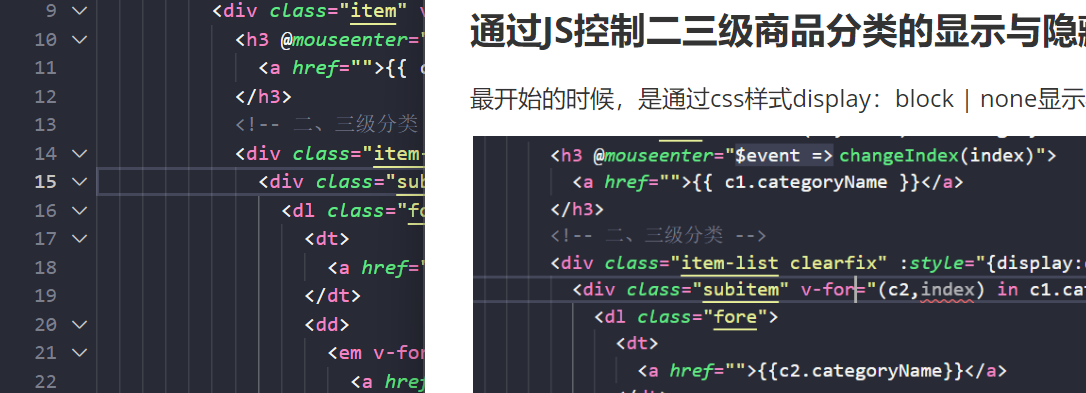 9 <div class="item" v
10 <h3 @mouseenter="
11 <a href="">{{ c
12 </h3>
13 <!-- 二、三级分类
14 <div class="item-
15 <div class="sub
16 <dl class="fo
17 <dt>
18 <a href="
19 </dt>
20 <dd>
21 <em v-for
22 <a href
通过JS控制二三级商品分类的显示与隐
最开始的时候，是通过css样式display：block | none显示
<h3 @mouseenter="$event => changeIndex(index)">
<a href="">{{ c1.categoryName }}</a>
</h3>
<!-- 二、三级分类 -->
<div class="item-list clearfix" :style="{display:
<div class="subitem" v-for="(c2,index) in c1.cat
<dl class="fore">
<dt>
<a href="">{{c2.categoryName}}</a>